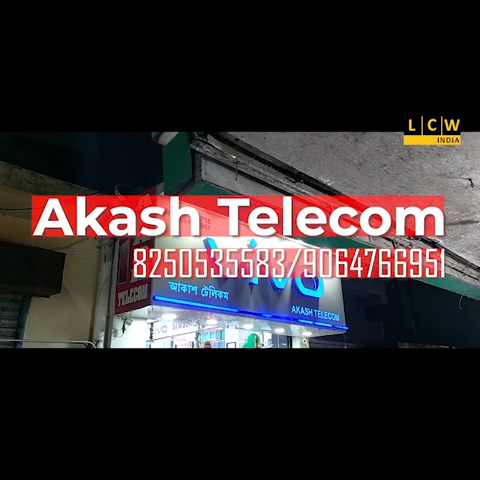 L|C|W
INDIA
Akash Telecom
8250535583/9064766951
vivo
আকাশ টেলিকম
AKASH TELECOM
TELECOM